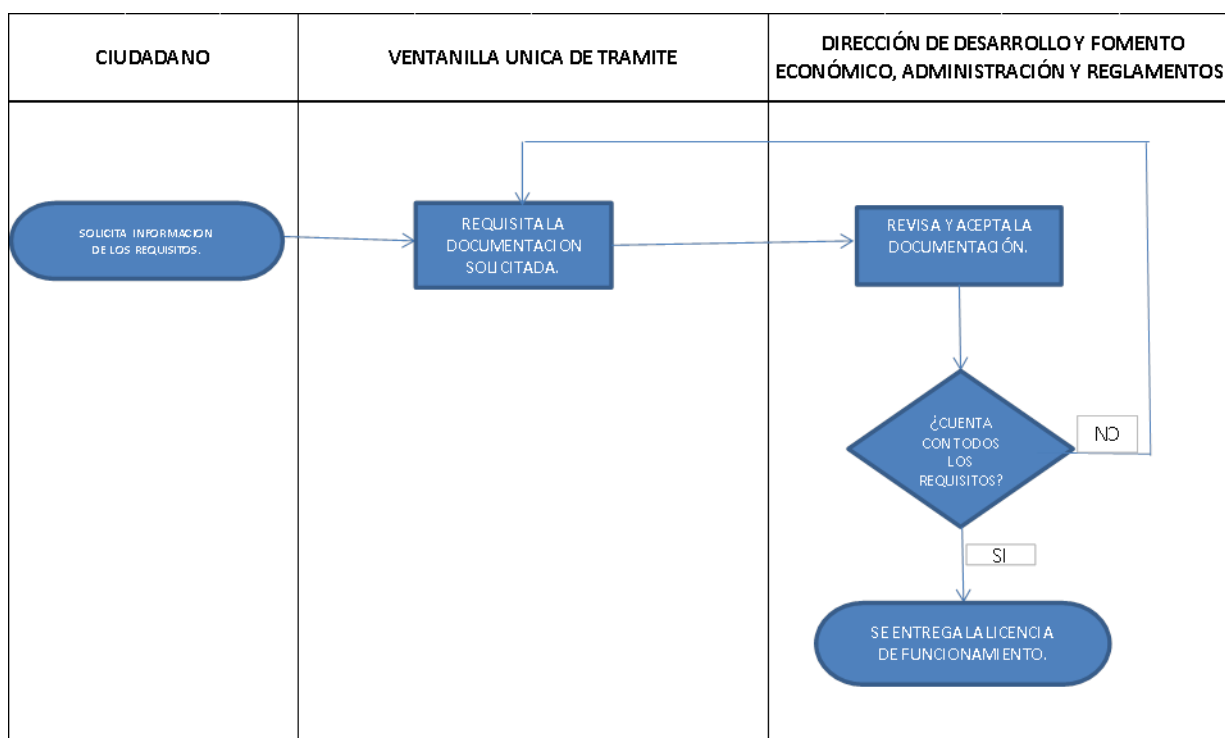 CIUDADANO
VENTANILLA UNICA DE TRAMITE
DIRECCIÓN DE DESARROLLO Y FOMENTO
ECONÓMICO, ADMINISTRACIÓN Y REGLAMENTOS
SOLICITA INFORMACION
DE LOS REQUISITOS.
REQUISITA LA
DOCUMENTACION
SOLICITADA.
REVISA Y ACEPTA LA
DOCUMENTACIÓN.
¿CUENTA
CON TODOS
LOS
REQUISITOS?
NO
SI
SE ENTREGA LA LICENCIA
DE FUNCIONAMIENTO.